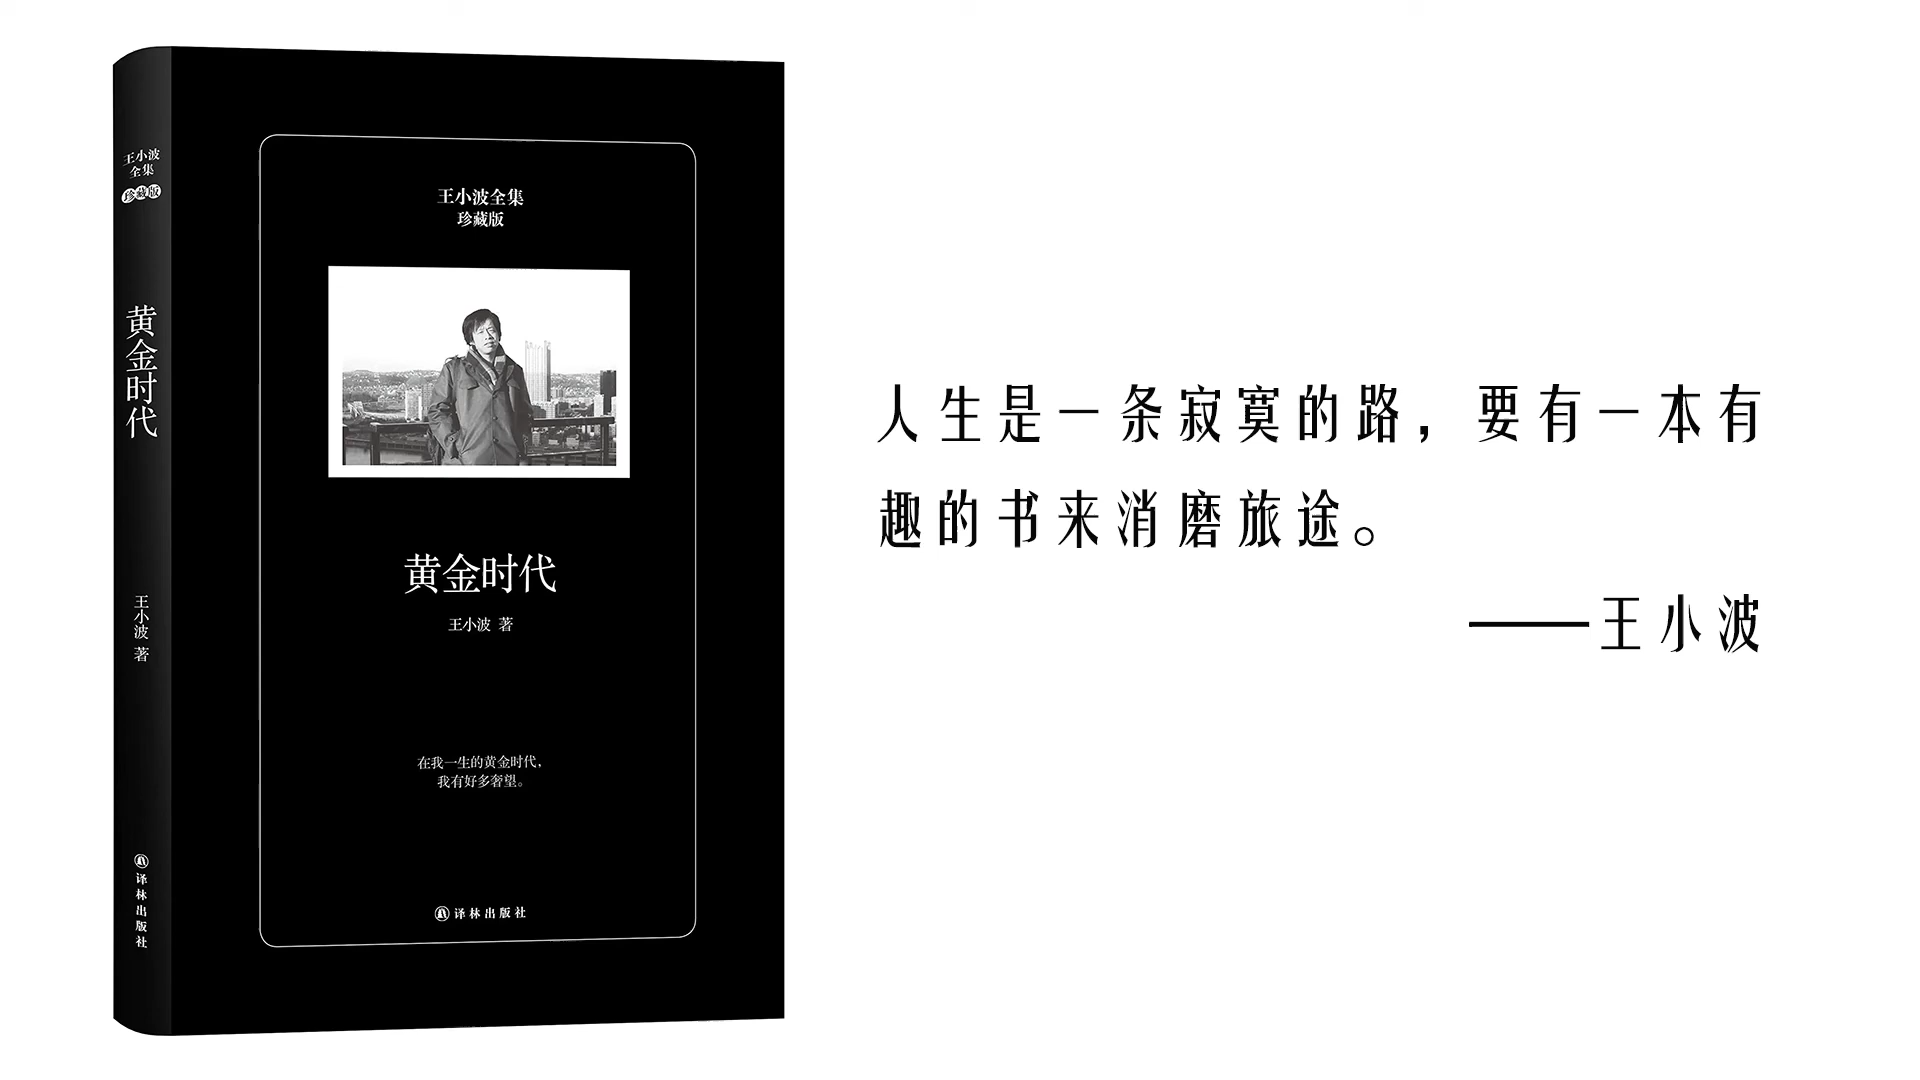 王小波
全集
珍藏版
黄金时代
王小波 著
译林出版社
王小波全集
珍藏版
黄金时代
王小波 著
在我一生的黄金时代，
我有好多奢望。
译林出版社
人生是一条寂寞的路，要有一本有
趣的书来消磨旅途。
——王小波